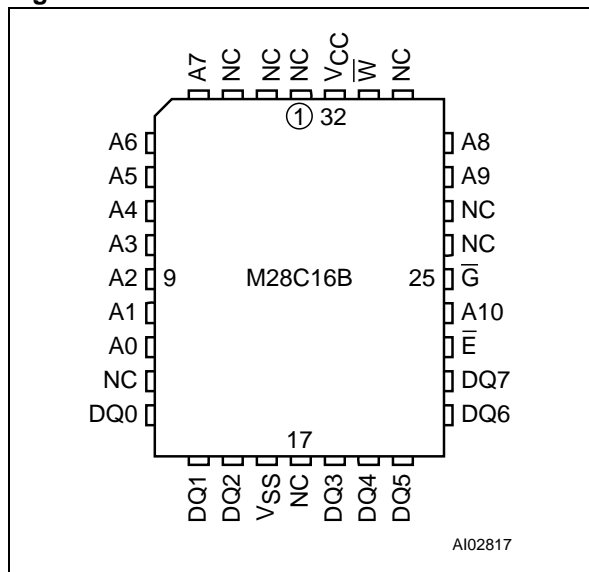 A7
NC
NC
NC
VCC
W
NC
1 32
A6
A5
A4
A3
A2
A1
A0
NC
DQ0
9
M28C16B
25
A8
A9
NC
NC
G
A10
E
DQ7
DQ6
17
DQ1
DQ2
VSS
NC
DQ3
DQ4
DQ5
AI02817